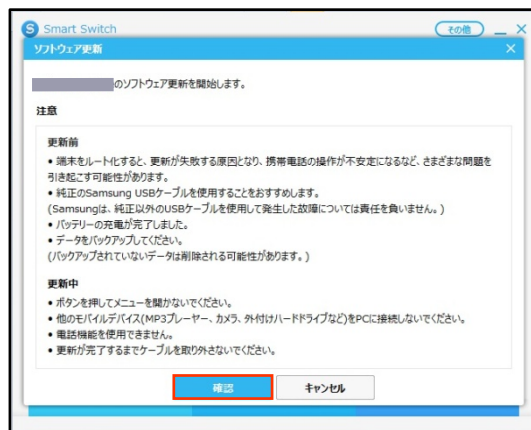 S Smart Switch
その他
ソフトウェア更新
のソフトウェア更新を開始します。
注意
更新前
• 端末をルート化すると、更新が失敗する原因となり、携帯電話の操作が不安定になるなど、さまざまな問題を
引き起こす可能性があります。
• 純正のSamsung USBケーブルを使用することをおすすめします。
(Samsungは、純正以外のUSBケーブルを使用して発生した故障については責任を負いません。)
• バッテリーの充電が完了しました。
• データをバックアップしてください。
(バックアップされていないデータは削除される可能性があります。)
更新中
• ボタンを押してメニューを開かないでください。
• 他のモバイルデバイス(MP3プレーヤー、カメラ、外付けハードドライブなど)をPCに接続しないでください。
• 電話機能を使用できません。
• 更新が完了するまでケーブルを取り外さないでください。
確認 キャンセル